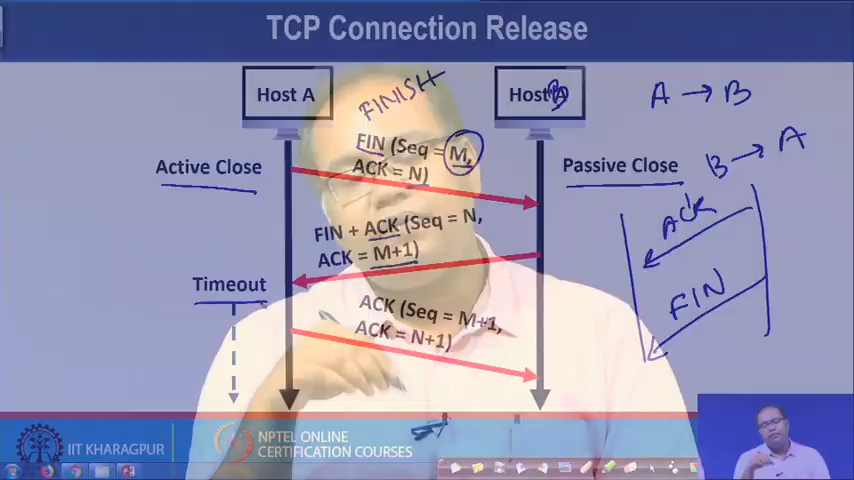 TCP Connection Release
Host A
FINISH
Host B
A → B
FIN (Seq = M,
ACK = N)
Active Close
Passive Close
B → A
ACK
FIN + ACK (Seq = N,
ACK = M+1)
Timeout
FIN
ACK (Seq = M+1,
ACK = N+1)
IIT KHARAGPUR
NPTEL ONLINE
CERTIFICATION COURSES